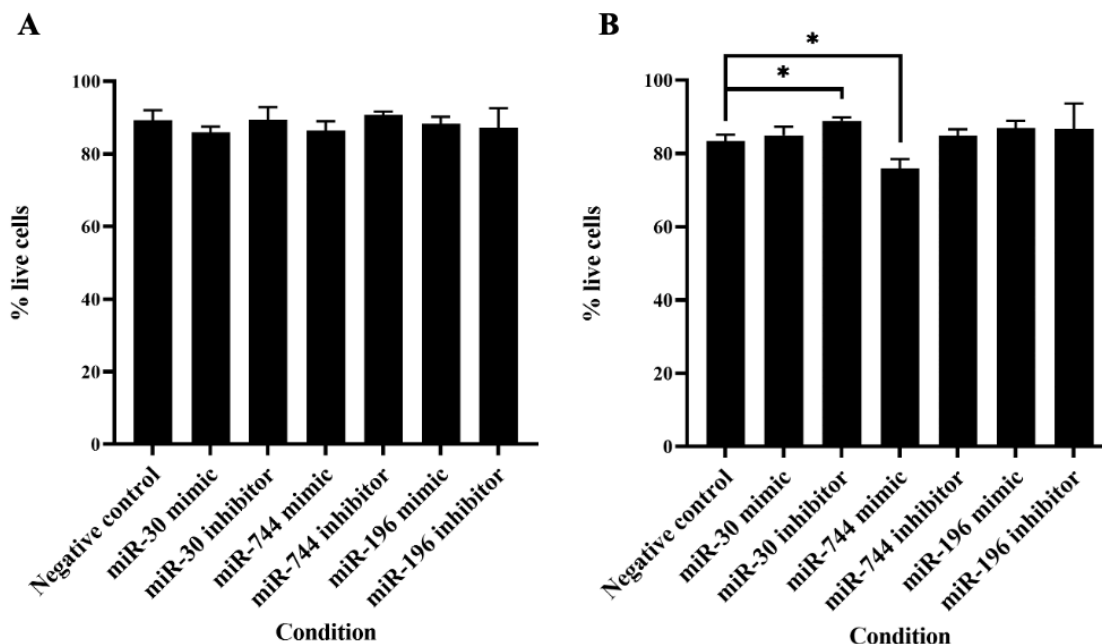 A
% live cells
100
80
60
40
20
0
Negative control
miR-30 mimic
miR-30 inhibitor
miR-744 mimic
miR-744 inhibitor
miR-196 mimic
miR-196 inhibitor
Condition
B
*
*
% live cells
100
80
60
40
20
0
Negative control
miR-30 mimic
miR-30 inhibitor
miR-744 mimic
miR-744 inhibitor
miR-196 mimic
miR-196 inhibitor
Condition